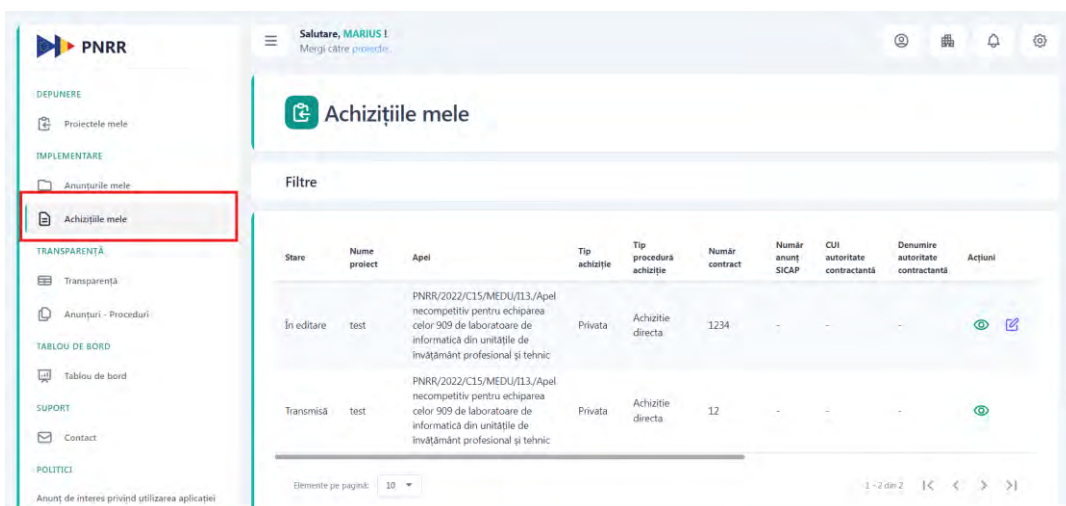 PNRR
Salutare, MARIUS !
Mergi către proiecte.
DEPUNERE
Proiectele mele
IMPLEMENTARE
Anunțurile mele
Achizițiile mele
TRANSPARENȚĂ
Transparență
Anunțuri - Proceduri
TABLOU DE BORD
Tablou de bord
SUPORT
Contact
POLITICI
Anunț de interes privind utilizarea aplicației
Achizițiile mele
Filtre
Stare
Nume
proiect
Apel
Tip
achiziție
Tip
procedură
achiziție
Număr
contract
Număr
anunț
SICAP
CUI
autoritate
contractantă
Denumire
autoritate
contractantă
Acțiuni
În editare
test
PNRR/2022/C15/MEDU/I13./Apel
necompetitiv pentru echiparea
celor 909 de laboratoare de
informatică din unitățile de
învățământ profesional și tehnic
Privata
Achizitie
directa
1234
-
-
-
Transmisă
test
PNRR/2022/C15/MEDU/I13./Apel
necompetitiv pentru echiparea
celor 909 de laboratoare de
informatică din unitățile de
învățământ profesional și tehnic
Privata
Achizitie
directa
12
-
-
-
Elemente pe pagină: 10
1 - 2 din 2